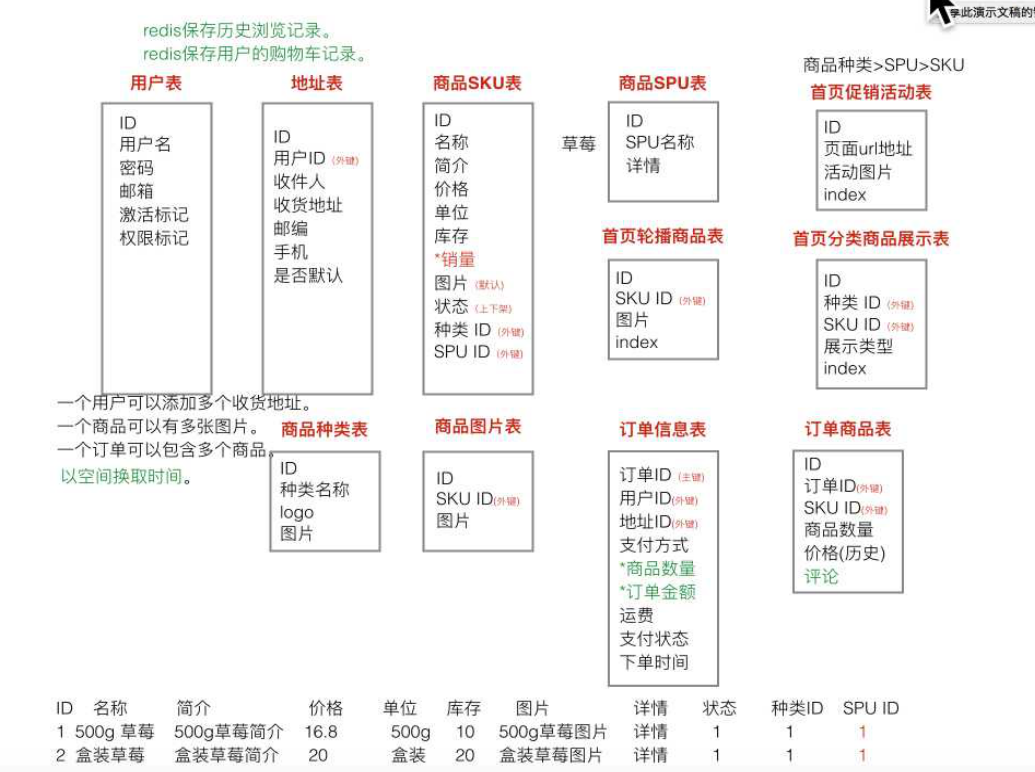 此演示文稿的
redis保存历史浏览记录。
redis保存用户的购物车记录。
商品种类>SPU>SKU
用户表
ID
用户名
密码
邮箱
激活标记
权限标记
地址表
ID
用户ID (外键)
收件人
收货地址
邮编
手机
是否默认
商品SKU表
ID
名称
简介
价格
单位
库存
*销量
图片 (默认)
状态 (上下架)
种类 ID (外键)
SPU ID (外键)
商品SPU表
草莓
ID
SPU名称
详情
首页促销活动表
ID
页面url地址
活动图片
index
首页轮播商品表
ID
SKU ID (外键)
图片
index
首页分类商品展示表
ID
种类 ID (外键)
SKU ID (外键)
展示类型
index
一个用户可以添加多个收货地址。
一个商品可以有多张图片。
一个订单可以包含多个商品。
以空间换取时间。
商品种类表
ID
种类名称
logo
图片
商品图片表
ID
SKU ID(外键)
图片
订单信息表
订单ID (主键)
用户ID(外键)
地址ID(外键)
支付方式
*商品数量
*订单金额
运费
支付状态
下单时间
订单商品表
ID
订单ID(外键)
SKU ID(外键)
商品数量
价格(历史)
评论
ID 名称 简介 价格 单位 库存 图片 详情 状态 种类ID SPU ID
1 500g 草莓 500g草莓简介 16.8 500g 10 500g草莓图片 详情 1 1 1
2 盒装草莓 盒装草莓简介 20 盒装 20 盒装草莓图片 详情 1 1 1